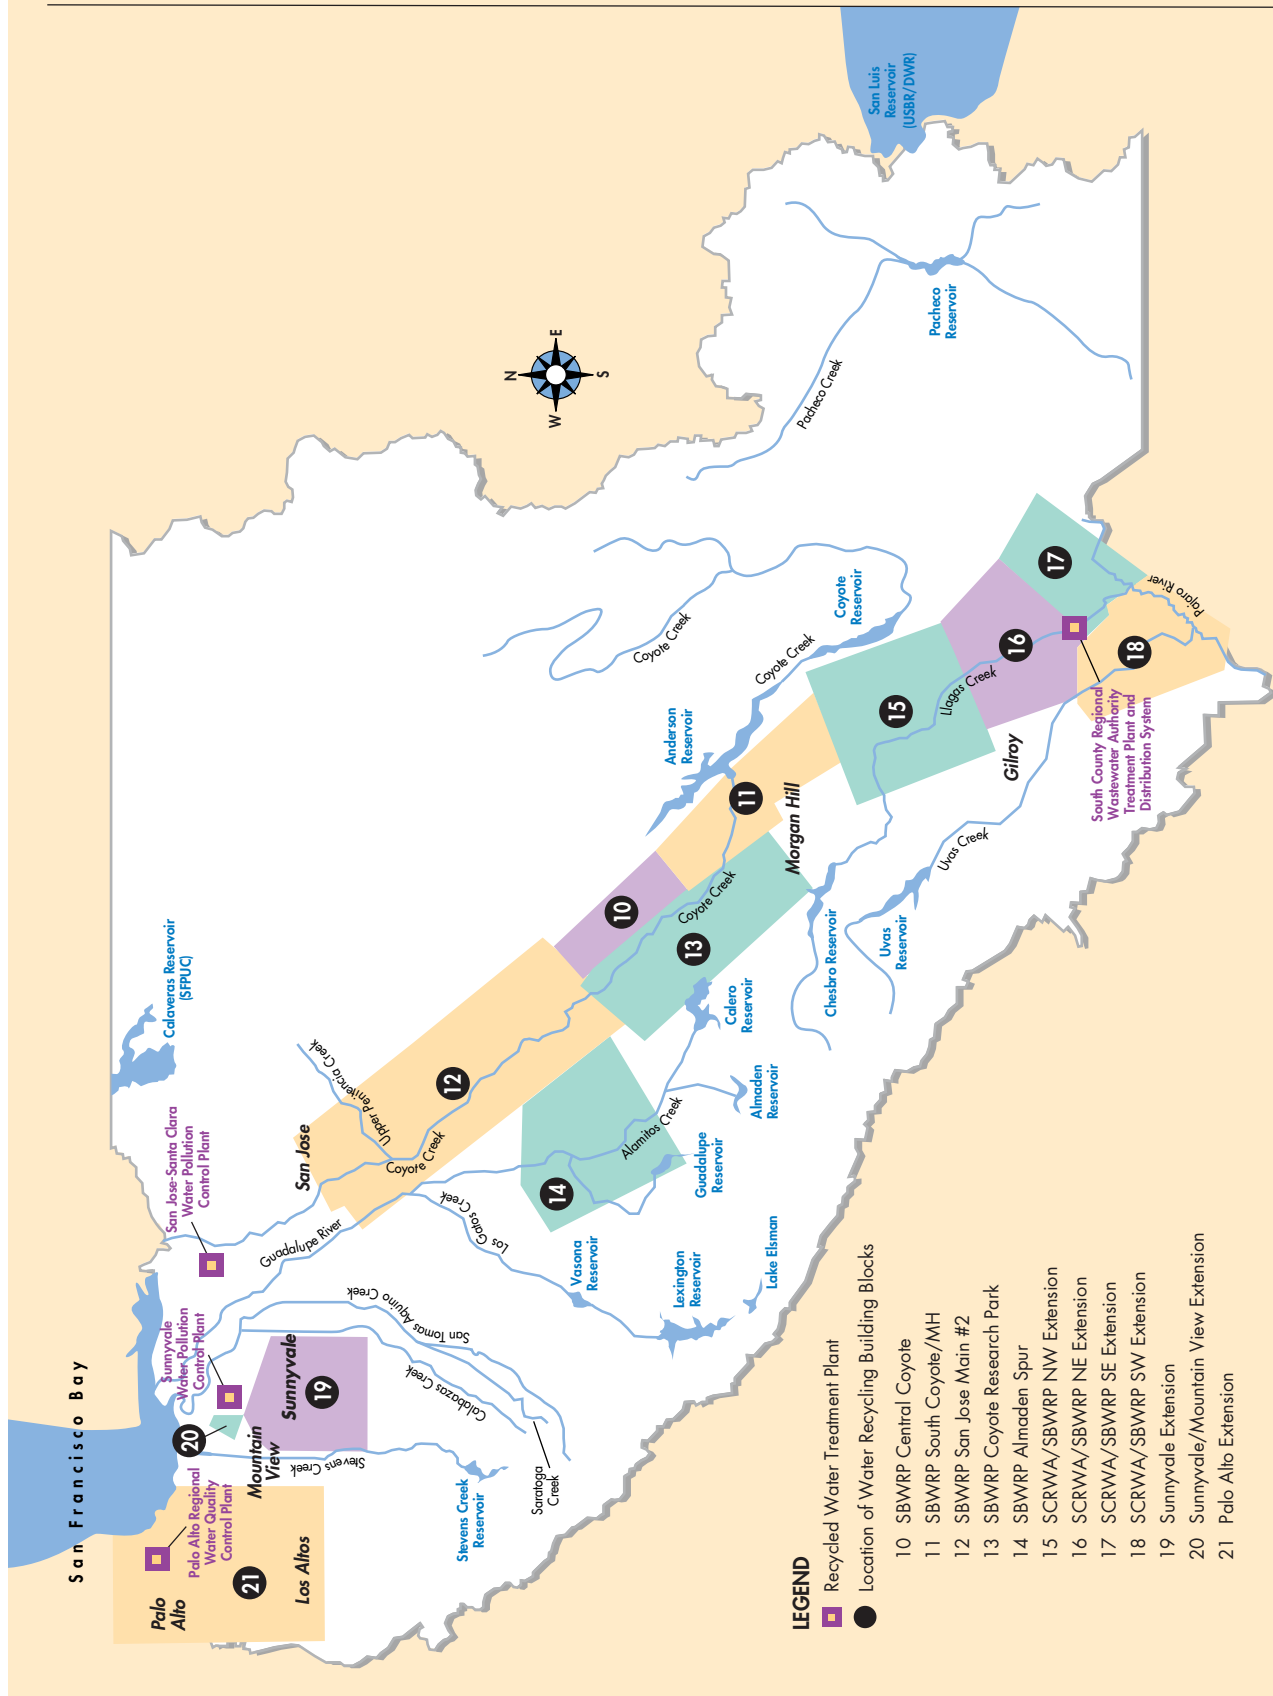 San Francisco Bay
Palo Alto Regional
Water Quality
Control Plant
Palo
Alto
21
Los Altos
Mountain
View
20
Sunnyvale
Water Pollution
Control Plant
Sunnyvale
19
Stevens Creek
Stevens Creek
Reservoir
Saratoga
Creek
Calabazas Creek
San Tomas Aquino Creek
San Jose-Santa Clara
Water Pollution
Control Plant
Guadalupe River
Los Gatos Creek
Vasona
Reservoir
Lexington
Reservoir
Lake Elsman
San Jose
Coyote Creek
Upper Penitencia Creek
Calaveras Reservoir
(SFPUC)
12
14
Alamitos Creek
Guadalupe
Reservoir
Almaden
Reservoir
Calero
Reservoir
10
13
Coyote Creek
11
Morgan Hill
Anderson
Reservoir
Coyote Creek
Coyote Creek
Coyote
Reservoir
Chesbro Reservoir
Uvas
Reservoir
Uvas Creek
15
Llagas Creek
Gilroy
16
17
18
Pajaro River
South County Regional
Wastewater Authority
Treatment Plant and
Distribution System
Pacheco Creek
Pacheco
Reservoir
San Luis
Reservoir
(USBR/DWR)
N
W
E
S
LEGEND
Recycled Water Treatment Plant
Location of Water Recycling Building Blocks
10 SBWRP Central Coyote
11 SBWRP South Coyote/MH
12 SBWRP San Jose Main #2
13 SBWRP Coyote Research Park
14 SBWRP Almaden Spur
15 SCRWA/SBWRP NW Extension
16 SCRWA/SBWRP NE Extension
17 SCRWA/SBWRP SE Extension
18 SCRWA/SBWRP SW Extension
19 Sunnyvale Extension
20 Sunnyvale/Mountain View Extension
21 Palo Alto Extension